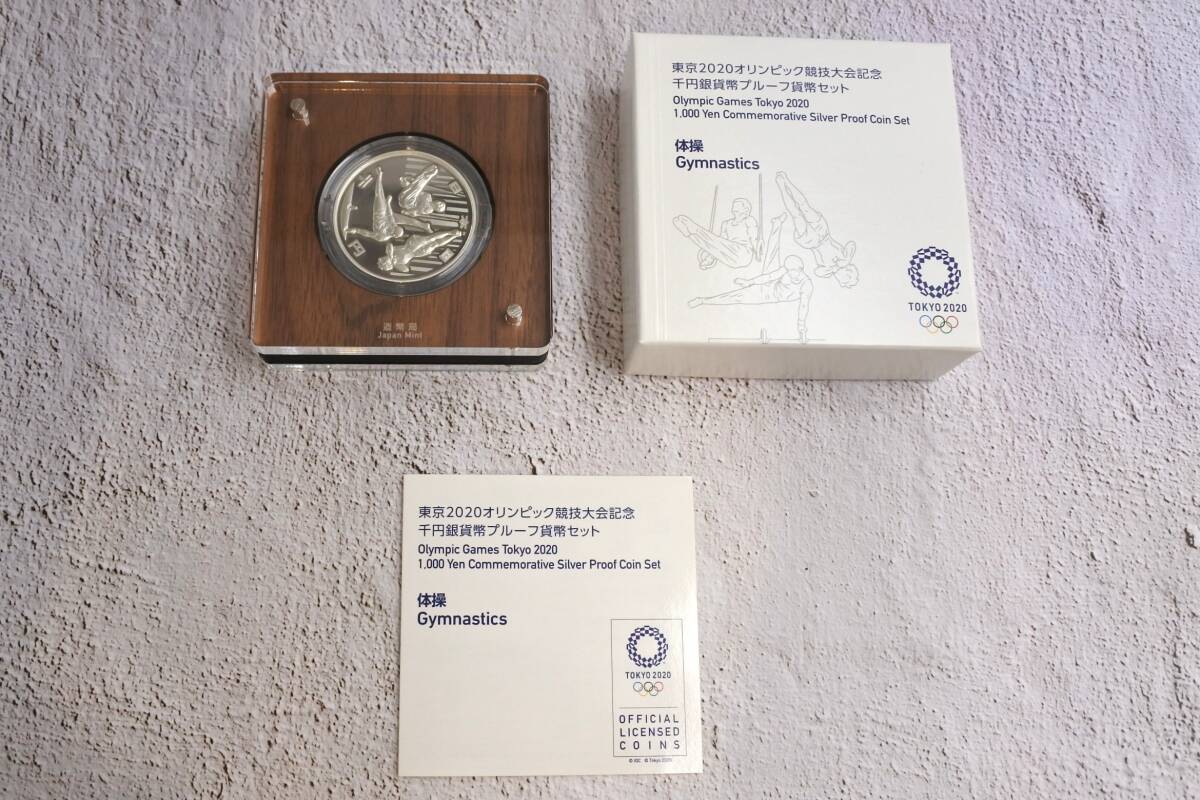 造幣局
Japan Mint
東京2020オリンピック競技大会記念
千円銀貨幣プルーフ貨幣セット
Olympic Games Tokyo 2020
1,000 Yen Commemorative Silver Proof Coin Set
体操
Gymnastics
TOKYO 2020
東京2020オリンピック競技大会記念
千円銀貨幣プルーフ貨幣セット
Olympic Games Tokyo 2020
1,000 Yen Commemorative Silver Proof Coin Set
体操
Gymnastics
TOKYO 2020
OFFICIAL
LICENSED
COINS
© IOC © Tokyo 2020